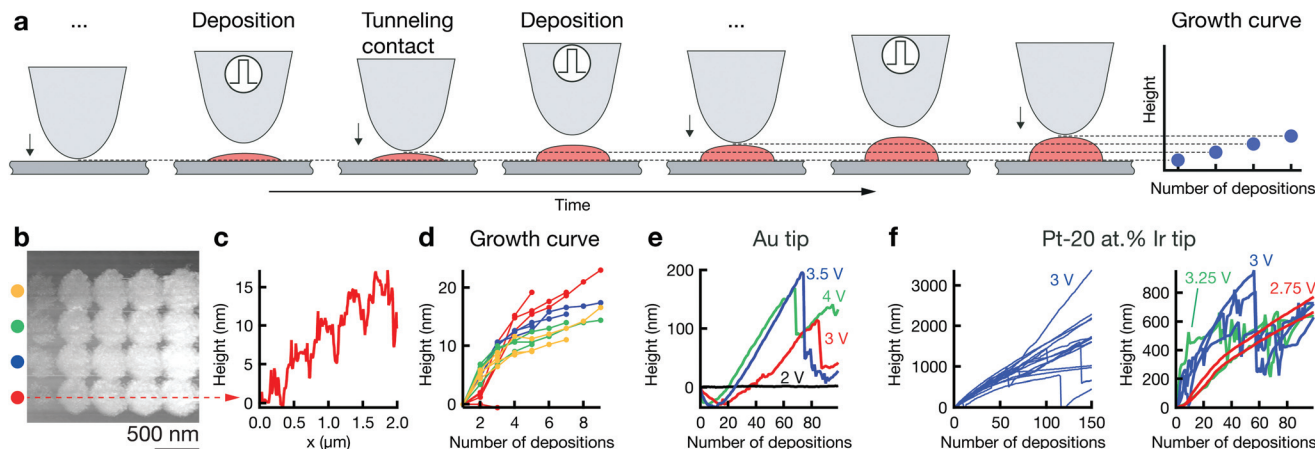 a
...
Deposition
Tunneling
contact
Deposition
...
Growth curve
Height
Number of depositions
Time
b
500 nm
c
Height (nm)
15
10
5
0
0.0 0.5 1.0 1.5 2.0
x (μm)
d
Growth curve
Height (nm)
20
10
0
2 4 6 8
Number of depositions
e
Au tip
Height (nm)
200
100
0
3.5 V
4 V
3 V
2 V
0 20 40 60 80
Number of depositions
f
Pt-20 at.% Ir tip
Height (nm)
3000
2000
1000
0
3 V
0 50 100 150
Number of depositions
Height (nm)
800
600
400
200
0
3.25 V
3 V
2.75 V
0 20 40 60 80
Number of depositions